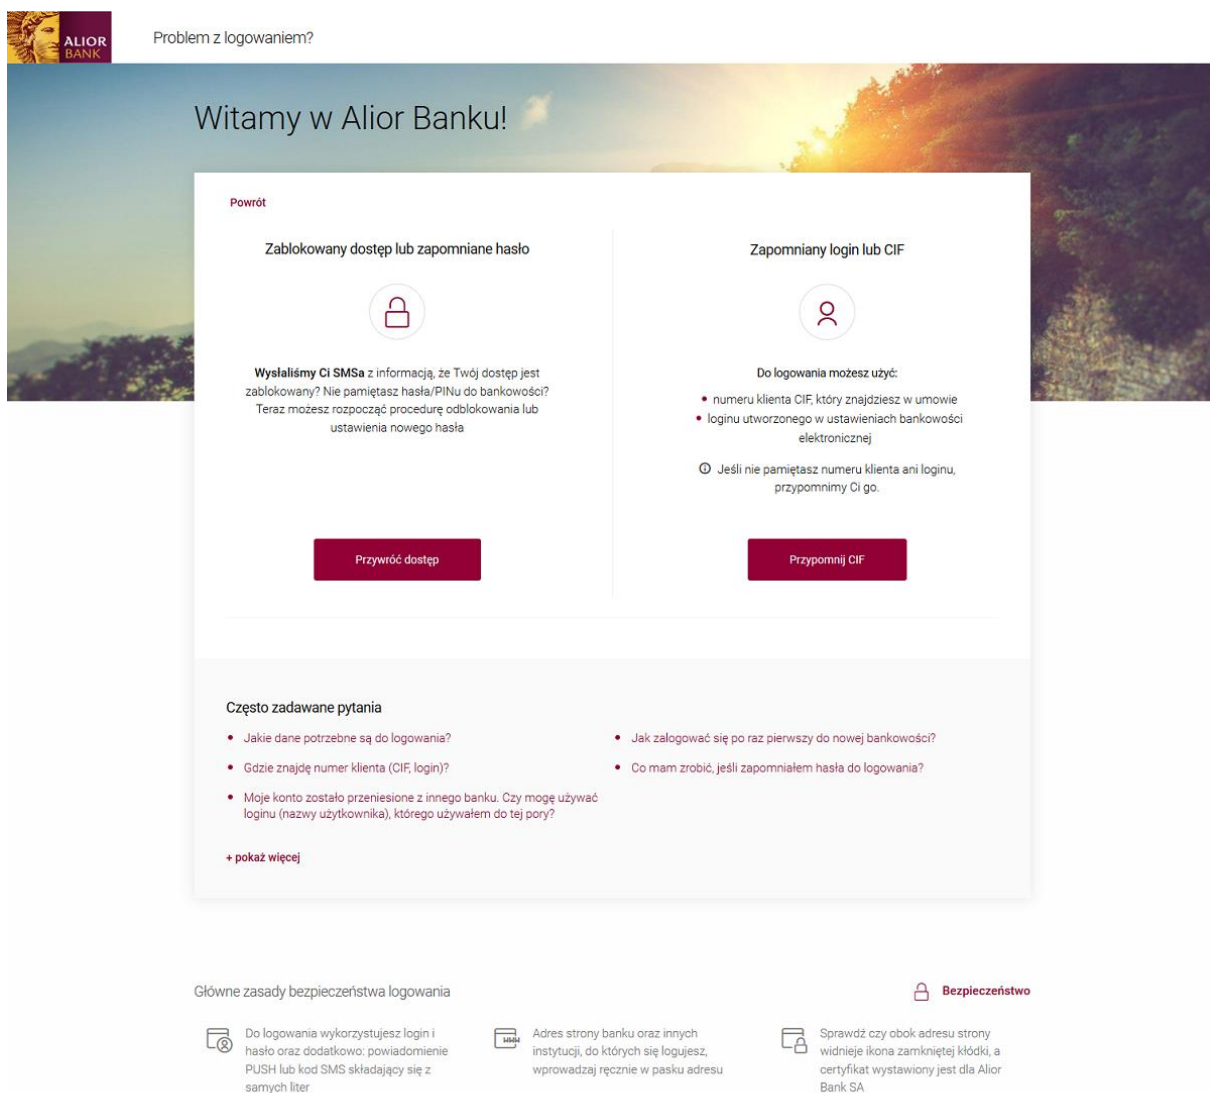 ALIOR
BANK
Problem z logowaniem?
Witamy w Alior Banku!
Powrót
Zablokowany dostęp lub zapomniane hasło
Wysłaliśmy Ci SMSa z informacją, że Twój dostęp jest
zablokowany? Nie pamiętasz hasła/PINu do bankowości?
Teraz możesz rozpocząć procedurę odblokowania lub
ustawienia nowego hasła
Przywróć dostęp
Zapomniany login lub CIF
Do logowania możesz użyć:
• numeru klienta CIF, który znajdziesz w umowie
• loginu utworzonego w ustawieniach bankowości
elektronicznej
Jeśli nie pamiętasz numeru klienta ani loginu,
przypomnimy Ci go.
Przypomnij CIF
Często zadawane pytania
• Jakie dane potrzebne są do logowania?
• Gdzie znajdę numer klienta (CIF, login)?
• Moje konto zostało przeniesione z innego banku. Czy mogę używać
loginu (nazwy użytkownika), którego używałem do tej pory?
• Jak zalogować się po raz pierwszy do nowej bankowości?
• Co mam zrobić, jeśli zapomniałem hasła do logowania?
+ pokaż więcej
Główne zasady bezpieczeństwa logowania
Bezpieczeństwo
Do logowania wykorzystujesz login i
hasło oraz dodatkowo: powiadomienie
PUSH lub kod SMS składający się z
samych liter
www
Adres strony banku oraz innych
instytucji, do których się logujesz,
wprowadzaj ręcznie w pasku adresu
Sprawdź czy obok adresu strony
widnieje ikona zamkniętej kłódki, a
certyfikat wystawiony jest dla Alior
Bank SA